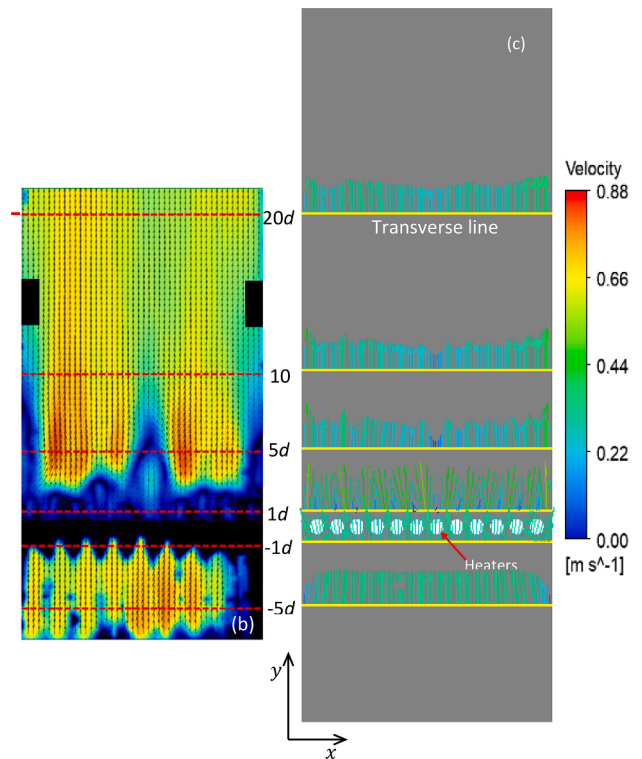 (c)
Velocity
0.88
0.66
0.44
0.22
0.00
[m s^-1]
20d
Transverse line
10
5d
1d
-1d
-5d
Heaters
(b)
y
x